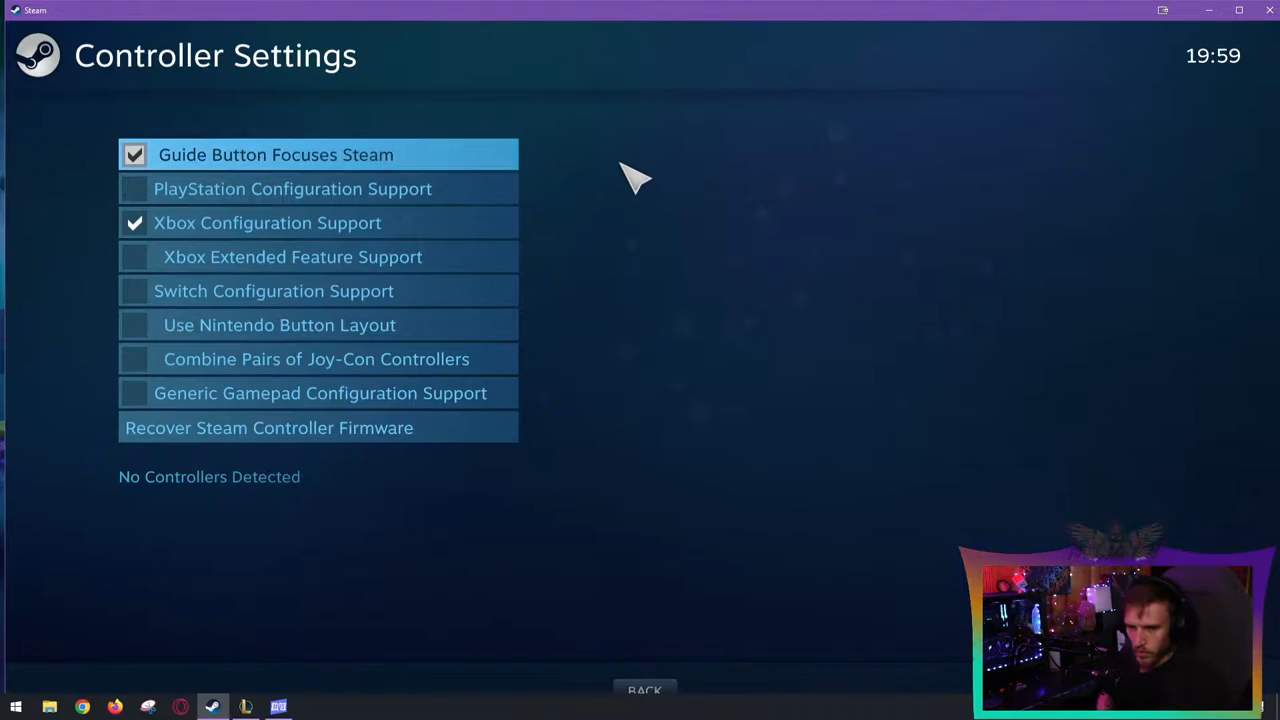 Steam
Controller Settings
19:59
Guide Button Focuses Steam
PlayStation Configuration Support
Xbox Configuration Support
Xbox Extended Feature Support
Switch Configuration Support
Use Nintendo Button Layout
Combine Pairs of Joy-Con Controllers
Generic Gamepad Configuration Support
Recover Steam Controller Firmware
No Controllers Detected
BACK